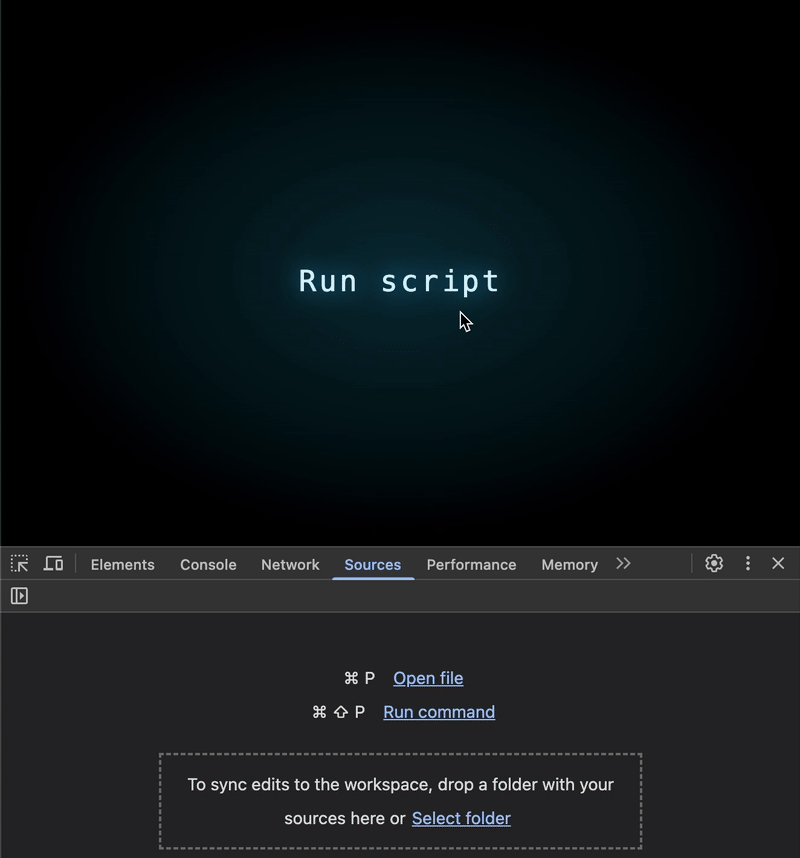 Run script
Elements Console Network Sources Performance Memory
⌘ P Open file
⌘ ⇧ P Run command
To sync edits to the workspace, drop a folder with your
sources here or Select folder